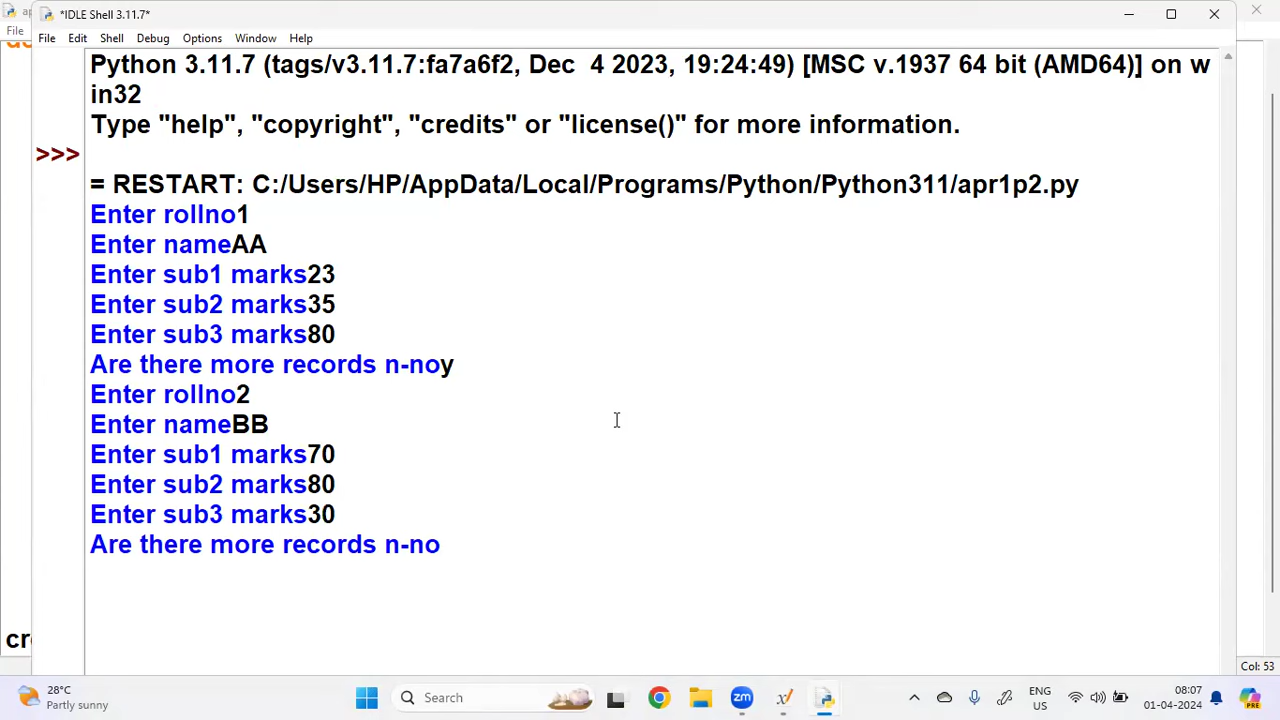 *IDLE Shell 3.11.7*
File Edit Shell Debug Options Window Help
File
Python 3.11.7 (tags/v3.11.7:fa7a6f2, Dec  4 2023, 19:24:49) [MSC v.1937 64 bit (AMD64)] on w
in32
Type "help", "copyright", "credits" or "license()" for more information.
>>>
= RESTART: C:/Users/HP/AppData/Local/Programs/Python/Python311/apr1p2.py
Enter rollno1
Enter nameAA
Enter sub1 marks23
Enter sub2 marks35
Enter sub3 marks80
Are there more records n-noy
Enter rollno2
Enter nameBB
Enter sub1 marks70
Enter sub2 marks80
Enter sub3 marks30
Are there more records n-no
Col: 53
28°C
Partly sunny
Search
zm
ENG
US
08:07
01-04-2024
PRE